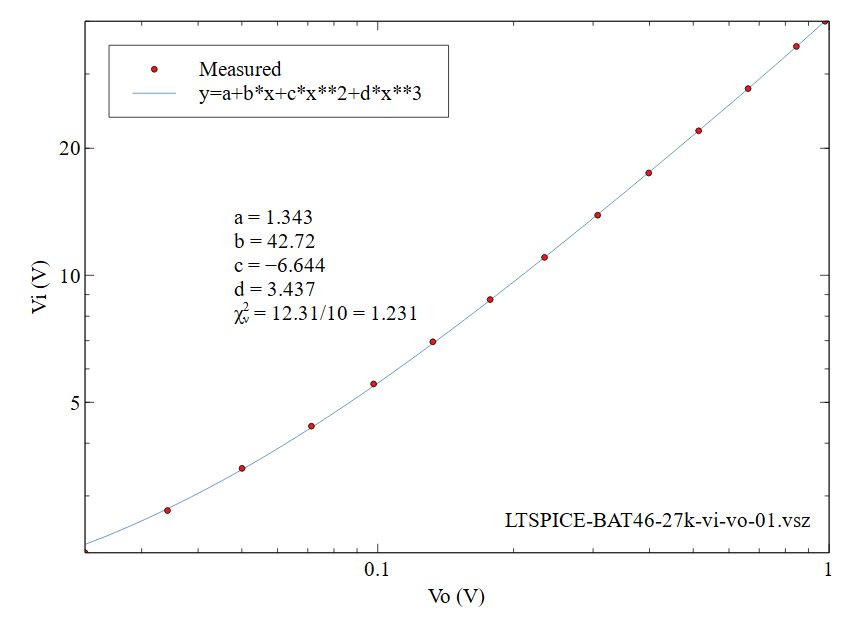 Measured
y=a+b*x+c*x**2+d*x**3
20
a = 1.343
b = 42.72
c = −6.644
d = 3.437
χ²ᵥ = 12.31/10 = 1.231
10
Vi (V)
5
LTSPICE-BAT46-27k-vi-vo-01.vsz
0.1
1
Vo (V)